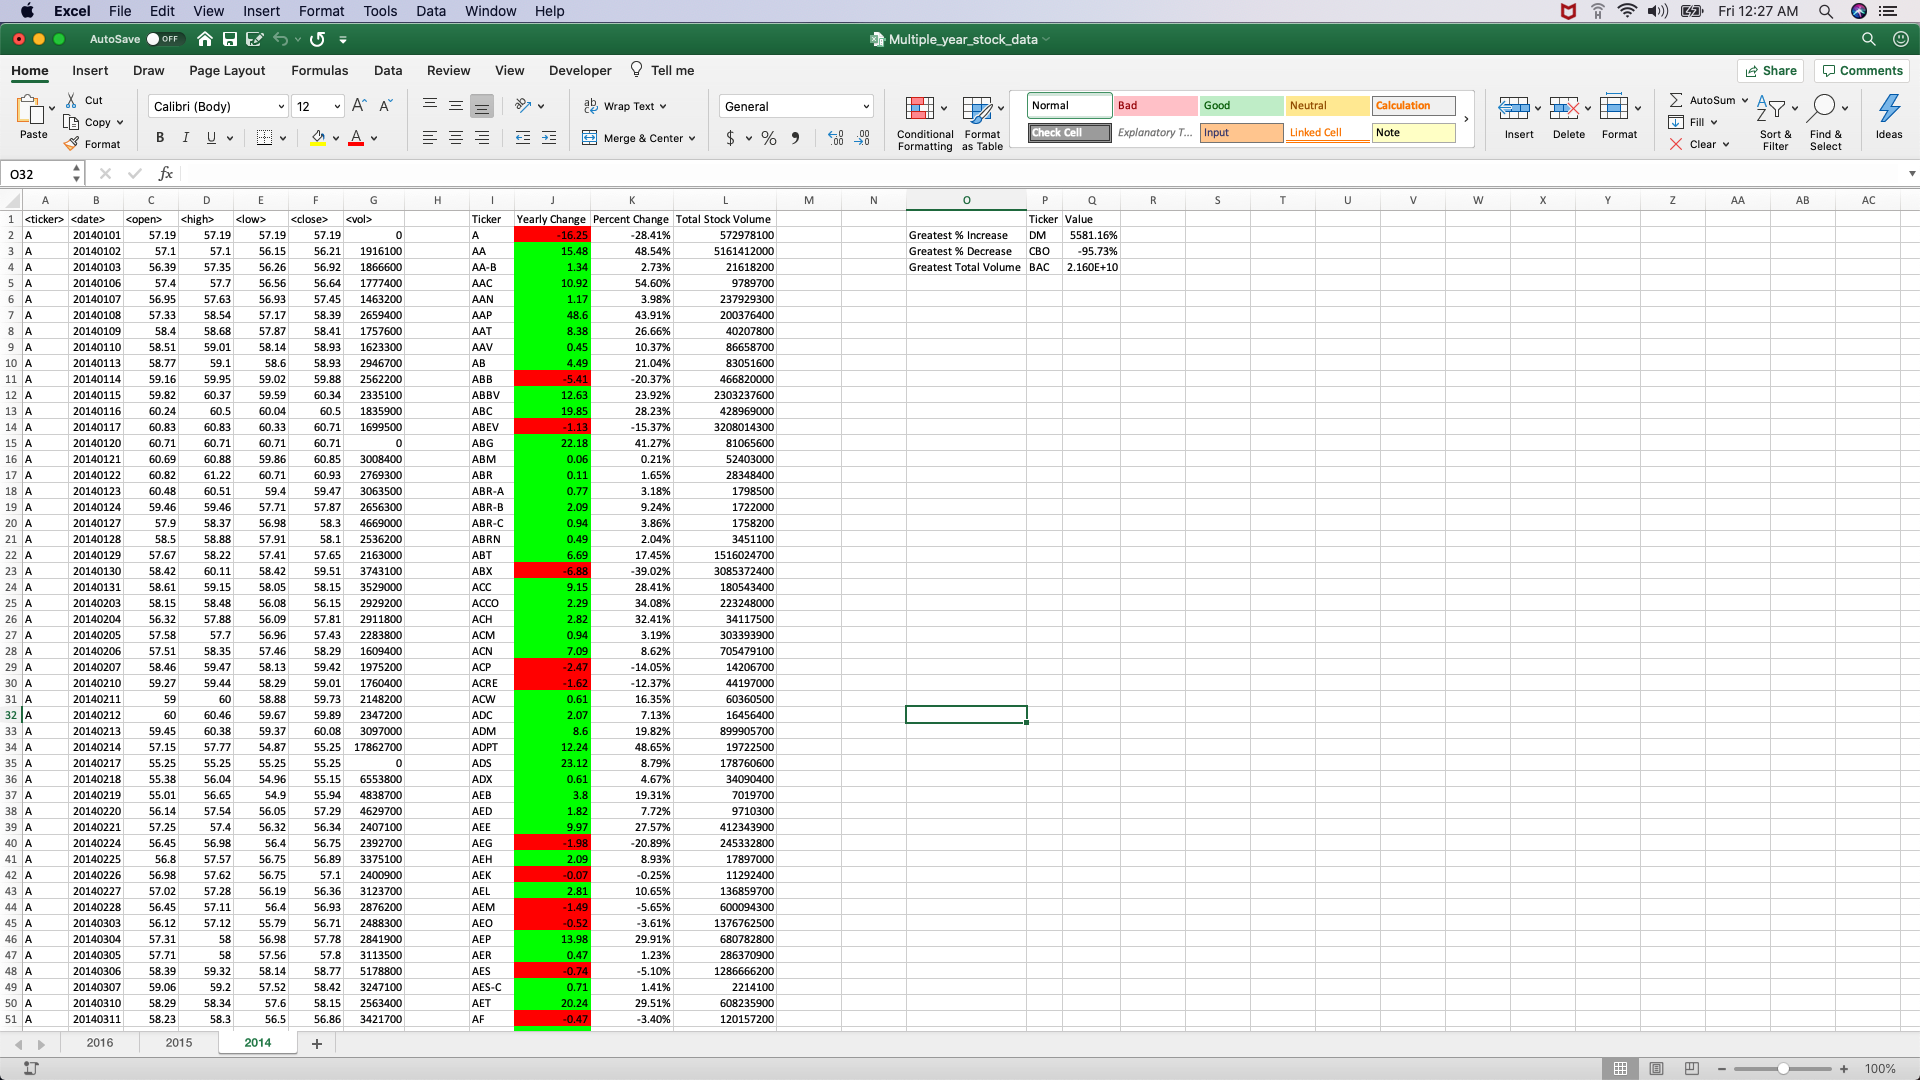 Excel File Edit View Insert Format Tools Data Window Help Fri 12:27 AM
AutoSave OFF Multiple_year_stock_data
Home Insert Draw Page Layout Formulas Data Review View Developer Tell me Share Comments
Paste Cut Copy Format Calibri (Body) 12 Wrap Text Merge & Center General
B I U A $ % Conditional Formatting Format as Table
Normal Bad Good Neutral Calculation
Check Cell Explanatory T... Input Linked Cell Note
Insert Delete Format AutoSum Fill Clear Sort & Filter Find & Select Ideas
O32 fx
A B C D E F G H I J K L M N O P Q R S T U V W X Y Z AA AB AC
1 <ticker> <date> <open> <high> <low> <close> <vol> Ticker Yearly Change Percent Change Total Stock Volume Ticker Value
2 A 20140101 57.19 57.19 57.19 57.19 0 A -16.25 -28.41% 572978100 Greatest % Increase DM 5581.16%
3 A 20140102 57.1 57.1 56.15 56.21 1916100 AA 15.48 48.54% 5161412000 Greatest % Decrease CBO -95.73%
4 A 20140103 56.39 57.35 56.26 56.92 1866600 AA-B 1.34 2.73% 21618200 Greatest Total Volume BAC 2.160E+10
5 A 20140106 57.4 57.7 56.56 56.64 1777400 AAC 10.92 54.60% 9789700
6 A 20140107 56.95 57.63 56.93 57.45 1463200 AAN 1.17 3.98% 237929300
7 A 20140108 57.33 58.54 57.17 58.39 2659400 AAP 48.6 43.91% 200376400
8 A 20140109 58.4 58.68 57.87 58.41 1757600 AAT 8.38 26.66% 40207800
9 A 20140110 58.51 59.01 58.14 58.93 1623300 AAV 0.45 10.37% 86658700
10 A 20140113 58.77 59.1 58.6 58.93 2946700 AB 4.49 21.04% 83051600
11 A 20140114 59.16 59.95 59.02 59.88 2562200 ABB -5.41 -20.37% 466820000
12 A 20140115 59.82 60.37 59.59 60.34 2335100 ABBV 12.63 23.92% 2303237600
13 A 20140116 60.24 60.5 60.04 60.5 1835900 ABC 19.85 28.23% 428969000
14 A 20140117 60.83 60.83 60.33 60.71 1699500 ABEV -1.13 -15.37% 3208014300
15 A 20140120 60.71 60.71 60.71 60.71 0 ABG 22.18 41.27% 81065600
16 A 20140121 60.69 60.88 59.86 60.85 3008400 ABM 0.06 0.21% 52403000
17 A 20140122 60.82 61.22 60.71 60.93 2769300 ABR 0.11 1.65% 28348400
18 A 20140123 60.48 60.51 59.4 59.47 3063500 ABR-A 0.77 3.18% 1798500
19 A 20140124 59.46 59.46 57.71 57.87 2656300 ABR-B 2.09 9.24% 1722000
20 A 20140127 57.9 58.37 56.98 58.3 4669000 ABR-C 0.94 3.86% 1758200
21 A 20140128 58.5 58.88 57.91 58.1 2536200 ABRN 0.49 2.04% 3451100
22 A 20140129 57.67 58.22 57.41 57.65 2163000 ABT 6.69 17.45% 1516024700
23 A 20140130 58.42 60.11 58.42 59.51 3743100 ABX -6.88 -39.02% 3085372400
24 A 20140131 58.61 59.15 58.05 58.15 3529000 ACC 9.15 28.41% 180543400
25 A 20140203 58.15 58.48 56.08 56.15 2929200 ACCO 2.29 34.08% 223248000
26 A 20140204 56.32 57.88 56.09 57.81 2911800 ACH 2.82 32.41% 34117500
27 A 20140205 57.58 57.7 56.96 57.43 2283800 ACM 0.94 3.19% 303393900
28 A 20140206 57.51 58.35 57.46 58.29 1609400 ACN 7.09 8.62% 705479100
29 A 20140207 58.46 59.47 58.13 59.42 1975200 ACP -2.47 -14.05% 14206700
30 A 20140210 59.27 59.44 58.29 59.01 1760400 ACRE -1.62 -12.37% 44197000
31 A 20140211 59 60 58.88 59.73 2148200 ACW 0.61 16.35% 60360500
32 A 20140212 60 60.46 59.67 59.89 2347200 ADC 2.07 7.13% 16456400
33 A 20140213 59.45 60.38 59.37 60.08 3097000 ADM 8.6 19.82% 899905700
34 A 20140214 57.15 57.77 54.87 55.25 17862700 ADPT 12.24 48.65% 19722500
35 A 20140217 55.25 55.25 55.25 55.25 0 ADS 23.12 8.79% 178760600
36 A 20140218 55.38 56.04 54.96 55.15 6553800 ADX 0.61 4.67% 34090400
37 A 20140219 55.01 56.65 54.9 55.94 4838700 AEB 3.8 19.31% 7019700
38 A 20140220 56.14 57.54 56.05 57.29 4629700 AED 1.82 7.72% 9710300
39 A 20140221 57.25 57.4 56.32 56.34 2407100 AEE 9.97 27.57% 412343900
40 A 20140224 56.45 56.98 56.4 56.75 2392700 AEG -1.98 -20.89% 245332800
41 A 20140225 56.8 57.57 56.75 56.89 3375100 AEH 2.09 8.93% 17897000
42 A 20140226 56.98 57.62 56.75 57.1 2400900 AEK -0.07 -0.25% 11292400
43 A 20140227 57.02 57.28 56.19 56.36 3123700 AEL 2.81 10.65% 136859700
44 A 20140228 56.45 57.11 56.4 56.93 2876200 AEM -1.49 -5.65% 600094300
45 A 20140303 56.12 57.12 55.79 56.71 2488300 AEO -0.52 -3.61% 1376762500
46 A 20140304 57.31 58 56.98 57.78 2841900 AEP 13.98 29.91% 680782800
47 A 20140305 57.71 58 57.56 57.8 3113500 AER 0.47 1.23% 286370900
48 A 20140306 58.39 59.32 58.14 58.77 5178800 AES -0.74 -5.10% 1286666200
49 A 20140307 59.06 59.2 57.52 58.42 3247100 AES-C 0.71 1.41% 2214100
50 A 20140310 58.29 58.34 57.6 58.15 2563400 AET 20.24 29.51% 608235900
51 A 20140311 58.23 58.3 56.5 56.86 3421700 AF -0.47 -3.40% 120157200
2016 2015 2014
100%